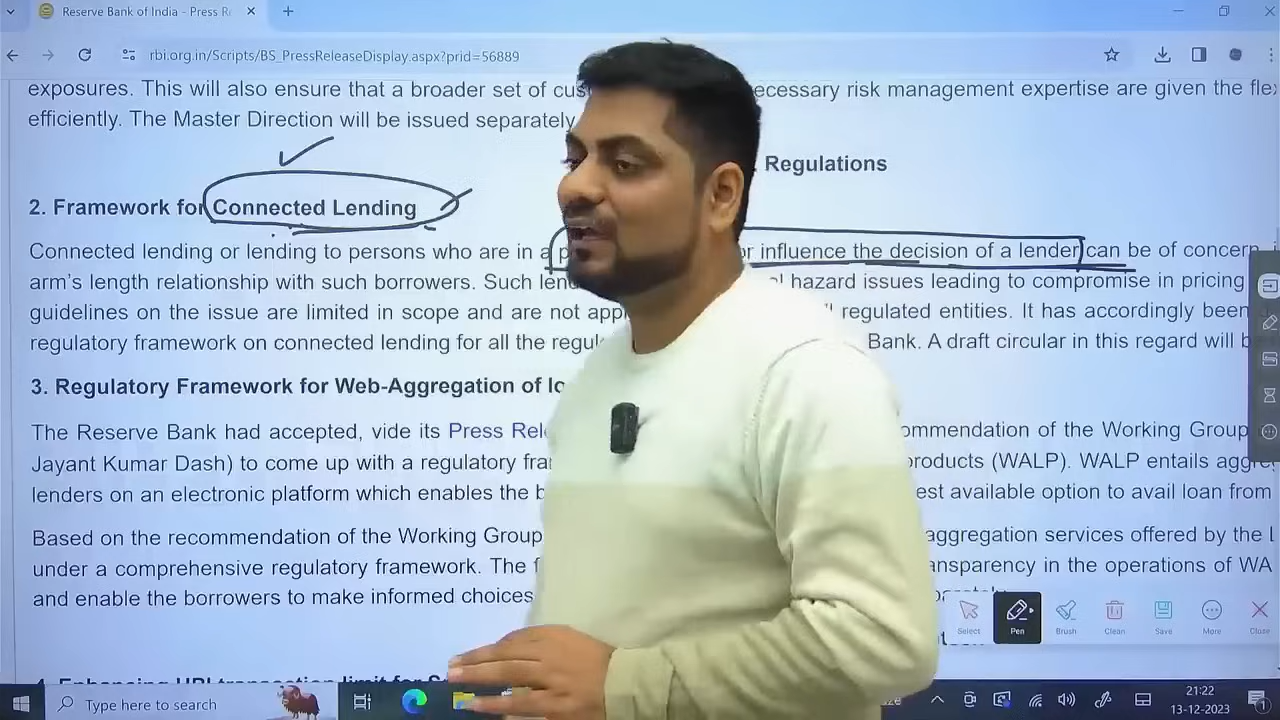 Reserve Bank of India - Press Re
rbi.org.in/Scripts/BS_PressReleaseDisplay.aspx?prid=56889
exposures. This will also ensure that a broader set of cus ecessary risk management expertise are given the fle
efficiently. The Master Direction will be issued separately
Regulations
2. Framework for Connected Lending
Connected lending or lending to persons who are in a p or influence the decision of a lender can be of concern
arm's length relationship with such borrowers. Such lend hazard issues leading to compromise in pricing
guidelines on the issue are limited in scope and are not app regulated entities. It has accordingly been
regulatory framework on connected lending for all the regul Bank. A draft circular in this regard will b
3. Regulatory Framework for Web-Aggregation of lo
The Reserve Bank had accepted, vide its Press Rel ommendation of the Working Group
Jayant Kumar Dash) to come up with a regulatory fra products (WALP). WALP entails aggre
lenders on an electronic platform which enables the b est available option to avail loan from
Based on the recommendation of the Working Group aggregation services offered by the L
under a comprehensive regulatory framework. The f ansparency in the operations of WA
and enable the borrowers to make informed choices
Select Pen Brush Clean Save More Close
4. Enhancing UPI transaction limit for S
Type here to search
21:22
13-12-2023